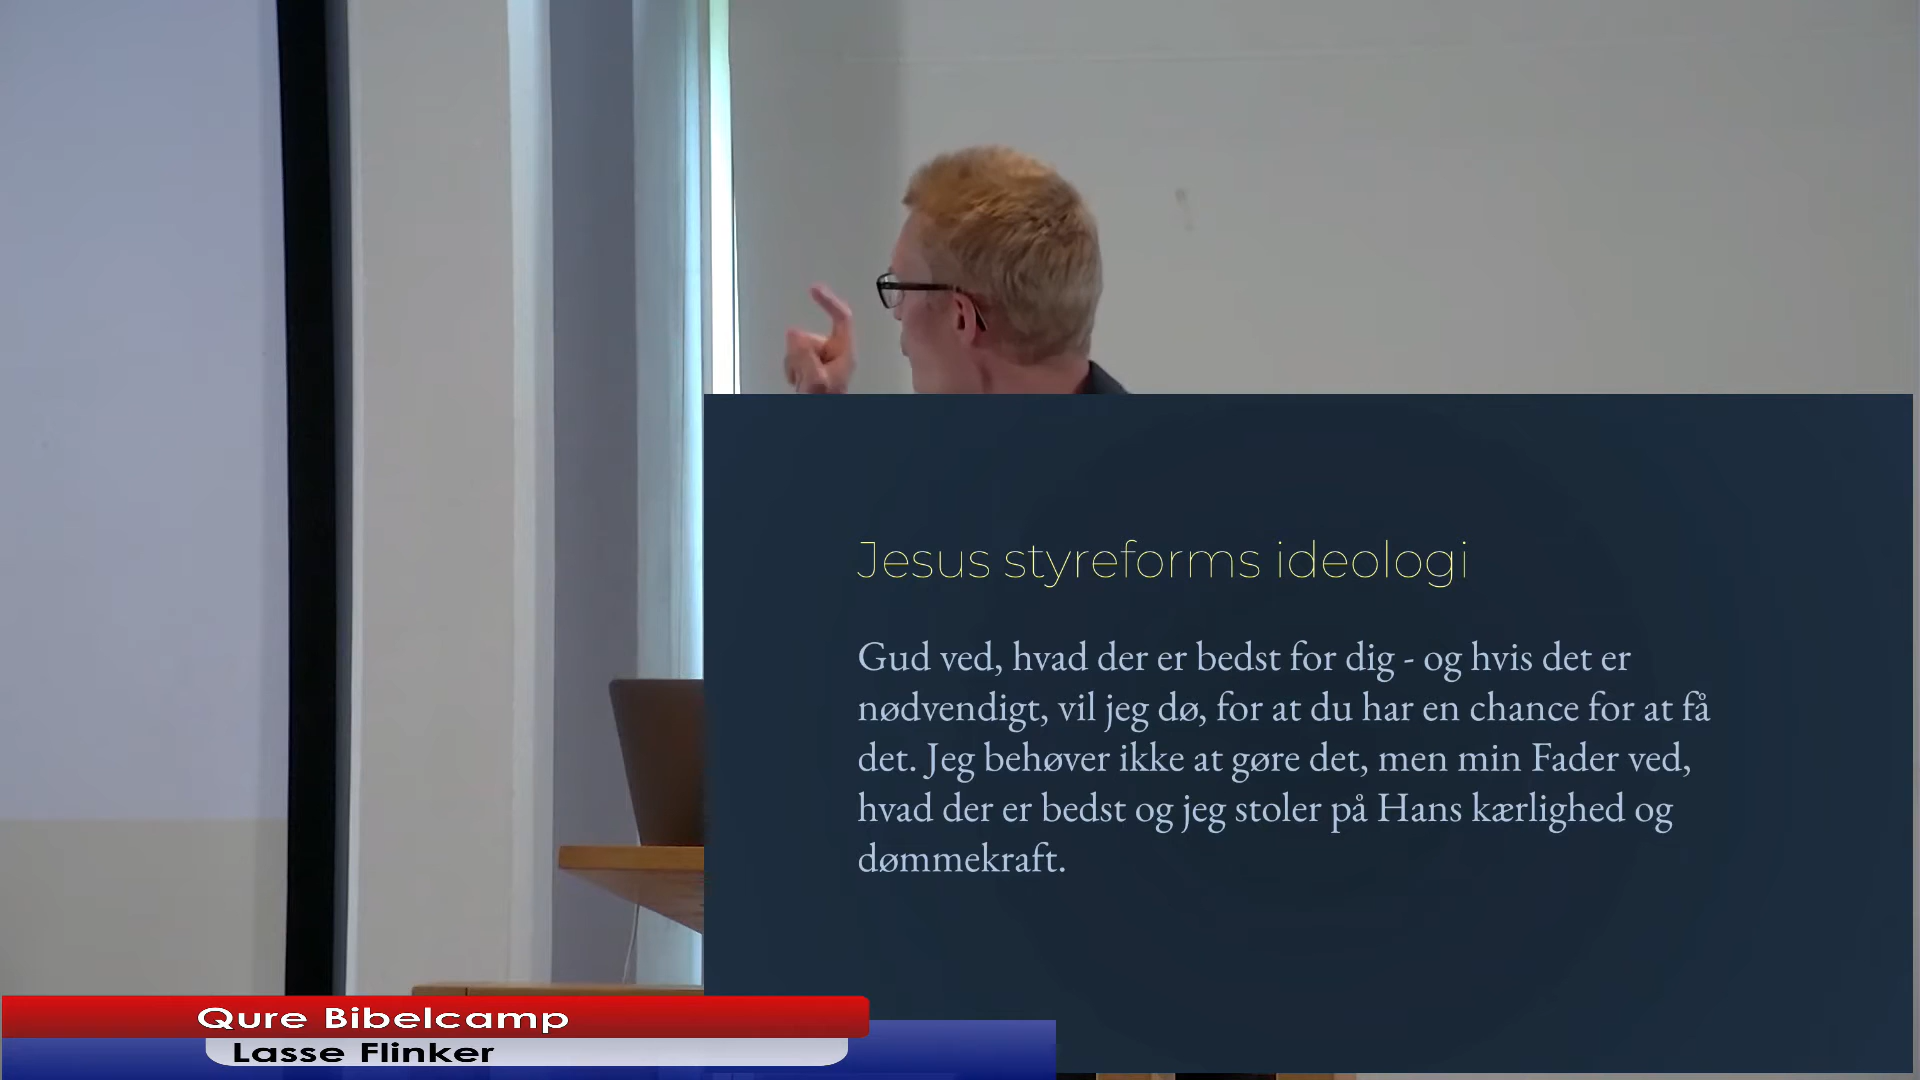 Jesus styreforms ideologi
Gud ved, hvad der er bedst for dig - og hvis det er
nødvendigt, vil jeg dø, for at du har en chance for at få
det. Jeg behøver ikke at gøre det, men min Fader ved,
hvad der er bedst og jeg stoler på Hans kærlighed og
dømmekraft.
Qure Bibelcamp
Lasse Flinker